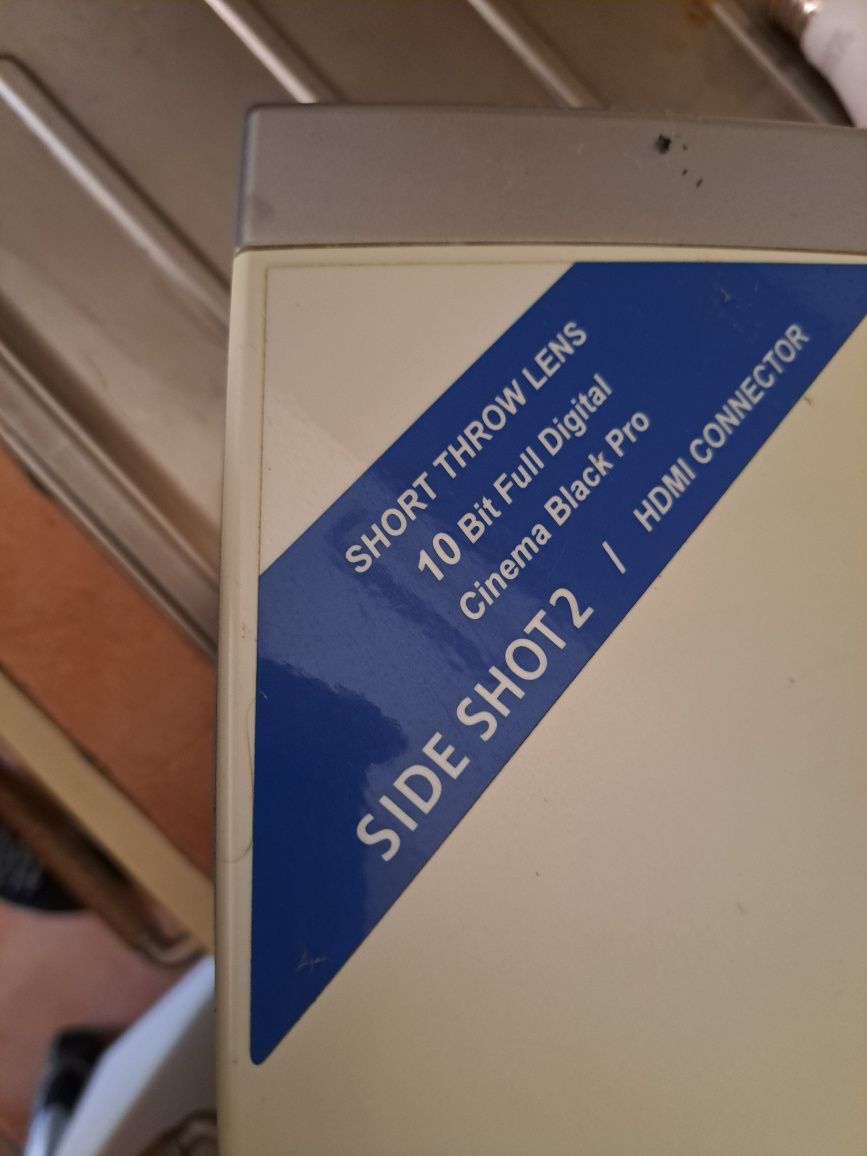 SHORT THROW LENS
10 Bit Full Digital
Cinema Black Pro
SIDE SHOT2 / HDMI CONNECTOR